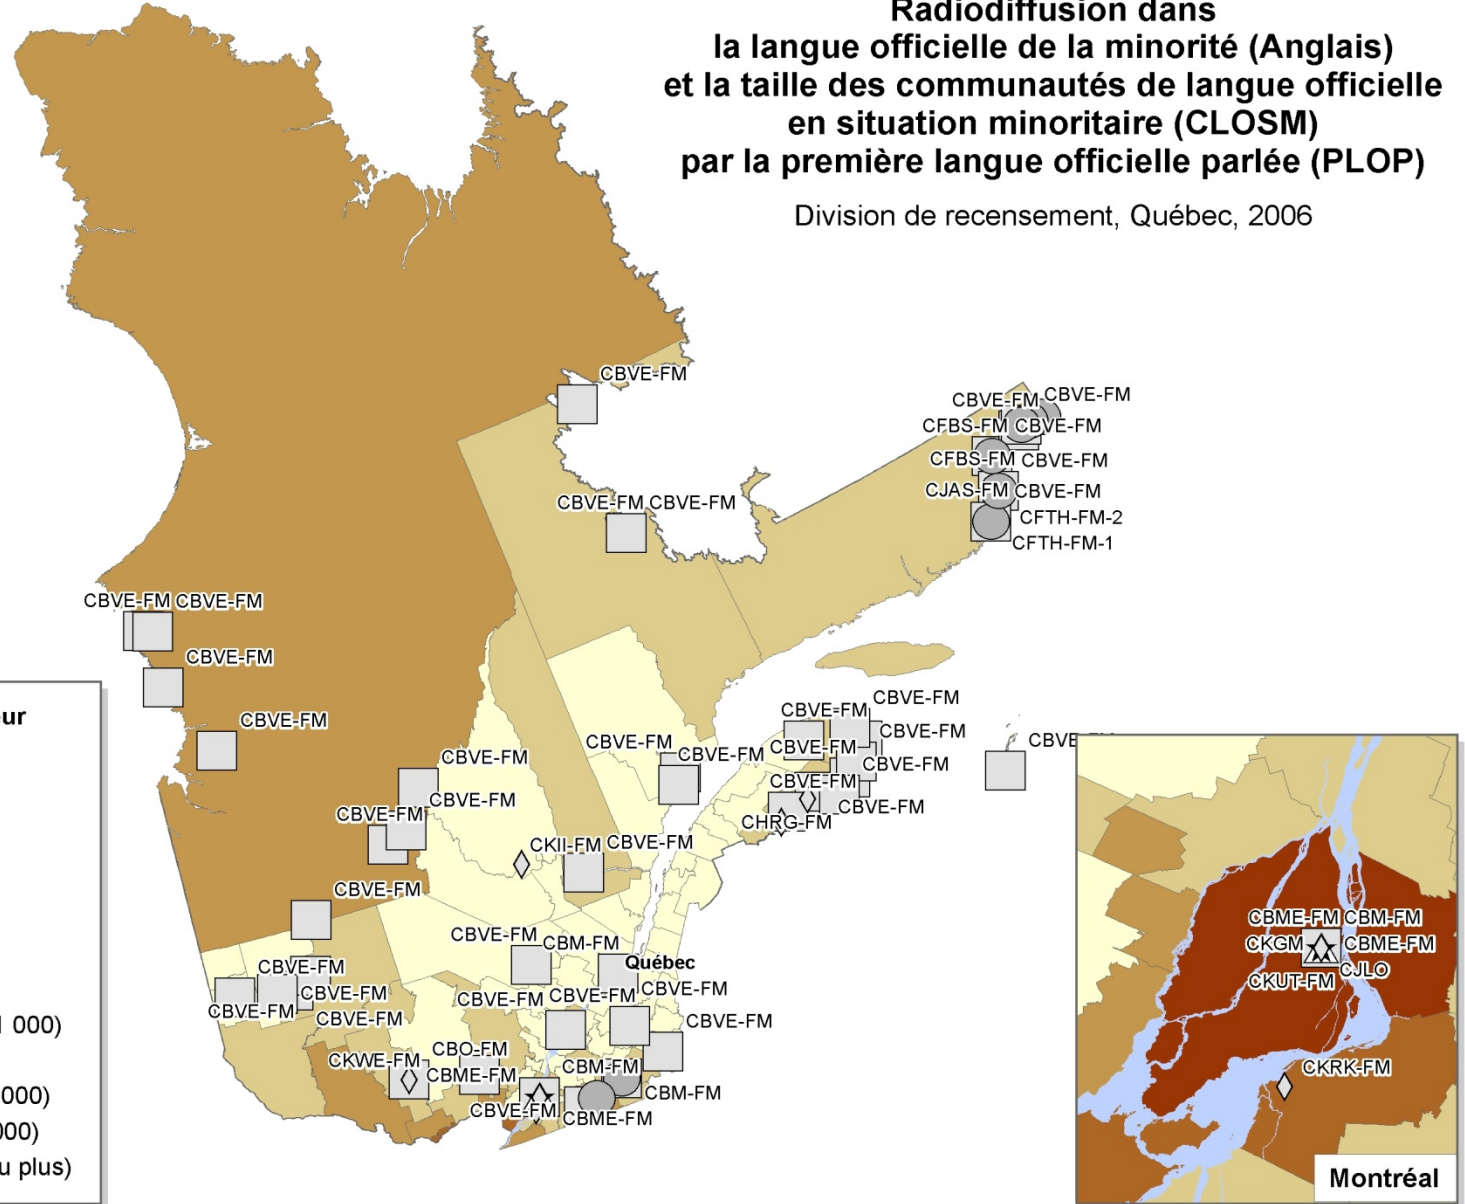 Radiodiffusion dans
la langue officielle de la minorité (Anglais)
et la taille des communautés de langue officielle
en situation minoritaire (CLOSM)
par la première langue officielle parlée (PLOP)
Division de recensement, Québec, 2006
CBVE-FM
CBVE-FM CBVE-FM
CFBS-FM CBVE-FM
CFBS-FM CBVE-FM
CJAS-FM CBVE-FM
CFTH-FM-2
CFTH-FM-1
CBVE-FM CBVE-FM
CBVE-FM CBVE-FM
CBVE-FM
CBVE-FM
CBVE-FM
CBVE-FM
CBVE-FM
CBVE-FM
CBVE-FM CBVE-FM
CBVE-FM
CBVE-FM
CBVE-FM
CBVE-FM
CBVE-FM
CBVE-FM
CBVE-FM
CHRG-FM
CKII-FM CBVE-FM
CBVE-FM
CBVE-FM CBM-FM
Québec
CBVE-FM
CBVE-FM
CBVE-FM
CBVE-FM
CBVE-FM CBVE-FM CBVE-FM
CBVE-FM
CKWE-FM
CBO-FM
CBME-FM
CBM-FM
CBM-FM
CBVE-FM
CBME-FM
ur
000)
000)
000)
u plus)
CBME-FM CBM-FM
CKGM CBME-FM
CJLO
CKUT-FM
CKRK-FM
Montréal